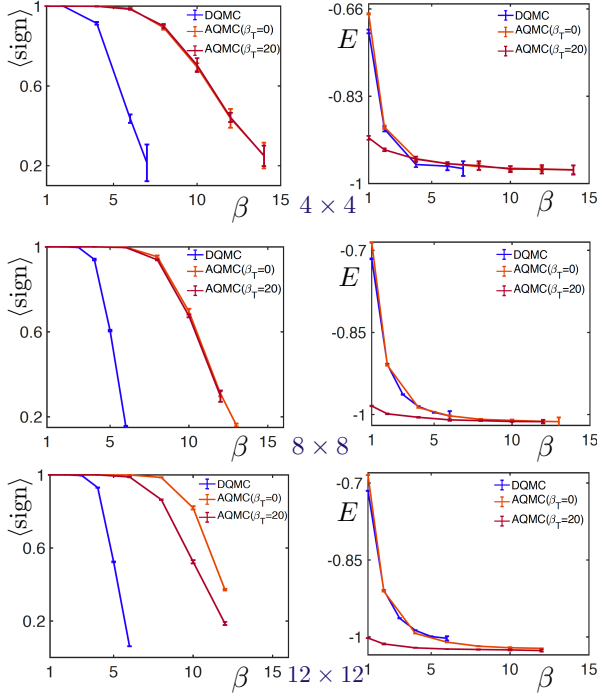 ⟨sign⟩
1
0.6
0.2
DQMC
AQMC(β_T=0)
AQMC(β_T=20)
1 5 10 15
β
E
-0.66
-0.83
-1
DQMC
AQMC(β_T=0)
AQMC(β_T=20)
1 5 10 15
β
4 × 4
⟨sign⟩
1
0.6
0.2
DQMC
AQMC(β_T=0)
AQMC(β_T=20)
1 5 10 15
β
E
-0.7
-0.85
-1
DQMC
AQMC(β_T=0)
AQMC(β_T=20)
1 5 10 15
β
8 × 8
⟨sign⟩
1
0.6
0.2
DQMC
AQMC(β_T=0)
AQMC(β_T=20)
1 5 10 15
β
E
-0.7
-0.85
-1
DQMC
AQMC(β_T=0)
AQMC(β_T=20)
1 5 10 15
β
12 × 12